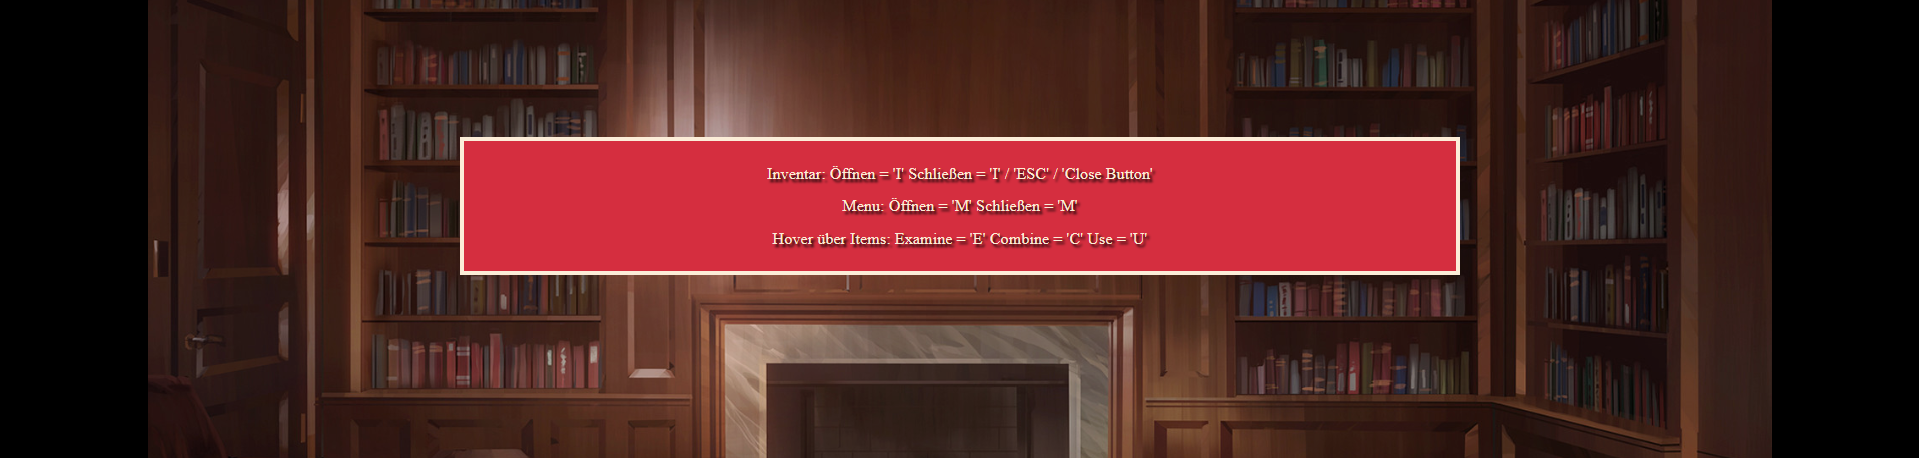 Inventar: Öffnen = 'I' Schließen = 'I' / 'ESC' / 'Close Button'
Menu: Öffnen = 'M' Schließen = 'M'
Hover über Items: Examine = 'E' Combine = 'C' Use = 'U'